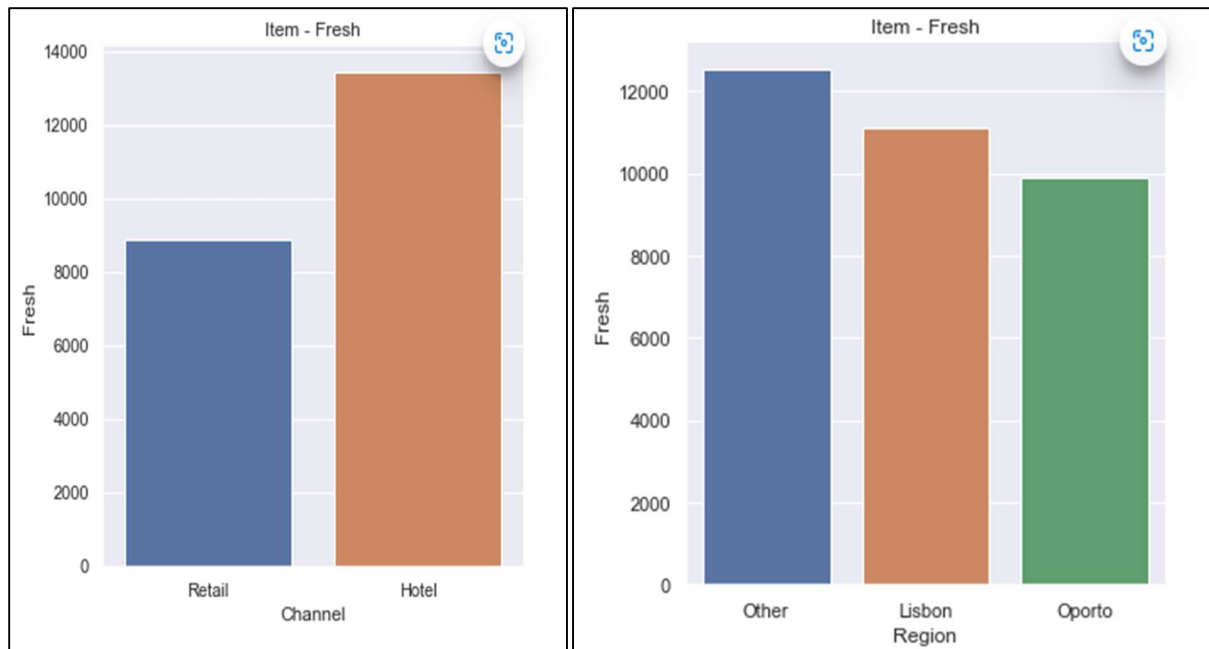 Item - Fresh
14000
12000
10000
8000
6000
4000
2000
0
Fresh
Retail Hotel
Channel
Item - Fresh
12000
10000
8000
6000
4000
2000
0
Fresh
Other Lisbon Oporto
Region